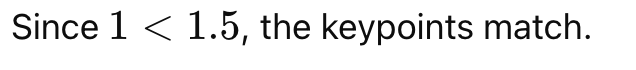 Since 1 < 1.5, the keypoints match.